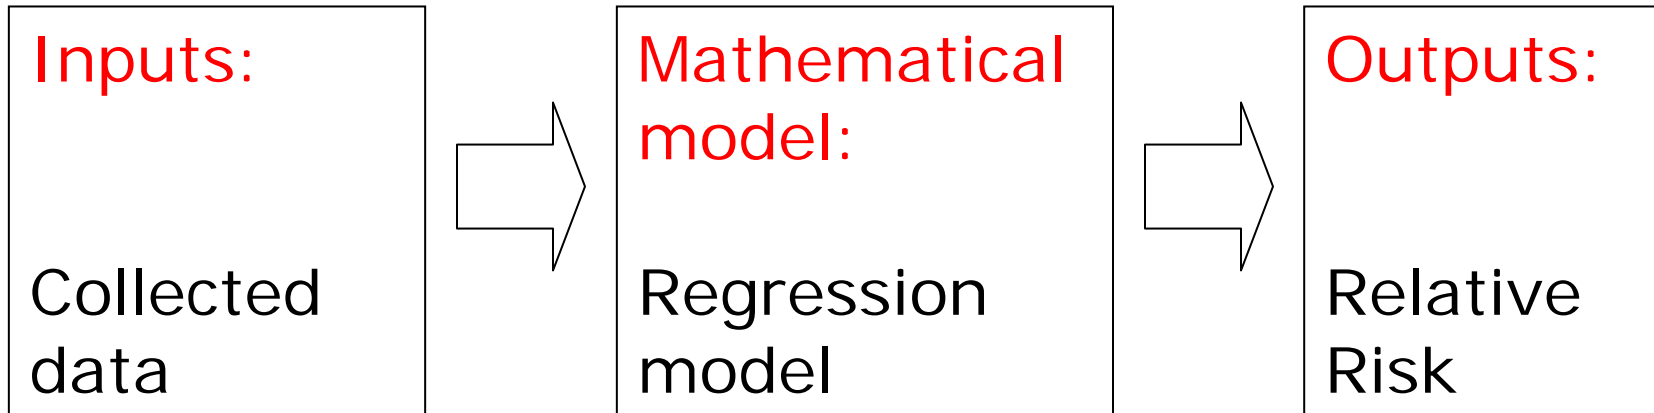 Inputs:
Collected
data
Mathematical
model:
Regression
model
Outputs:
Relative
Risk